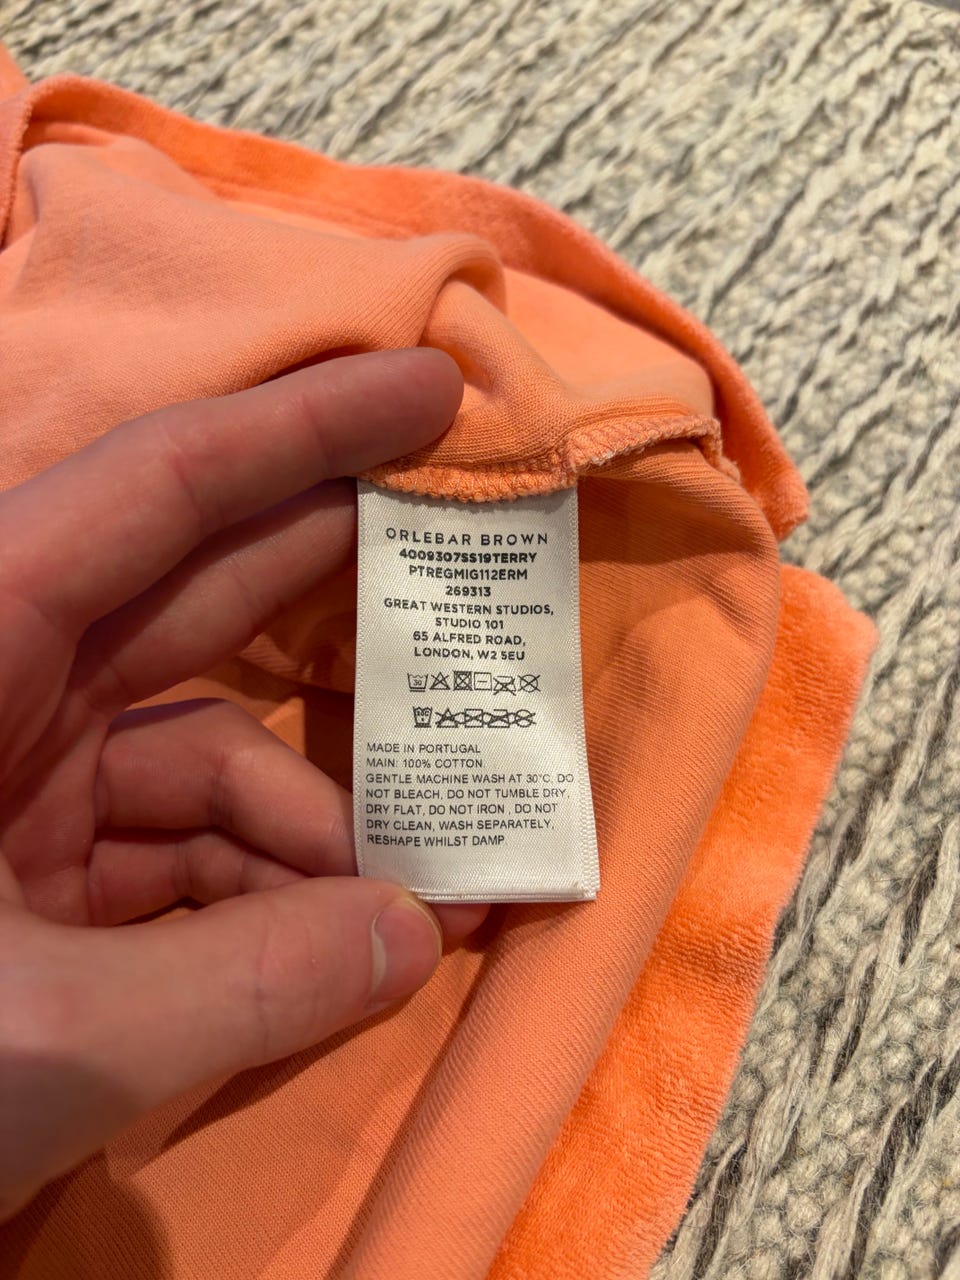 ORLEBAR BROWN
4009307SS19TERRY
PTREGMIG112ERM
269313
GREAT WESTERN STUDIOS,
STUDIO 101
65 ALFRED ROAD,
LONDON, W2 5EU
30
MADE IN PORTUGAL
MAIN: 100% COTTON.
GENTLE MACHINE WASH AT 30°C, DO
NOT BLEACH, DO NOT TUMBLE DRY,
DRY FLAT, DO NOT IRON , DO NOT
DRY CLEAN, WASH SEPARATELY,
RESHAPE WHILST DAMP.